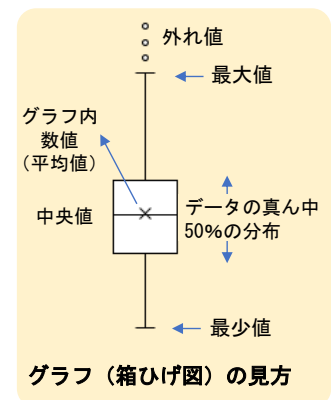 外れ値
最大値
グラフ内
数値
(平均値)
中央値
データの真ん中
50%の分布
最少値
グラフ(箱ひげ図)の見方